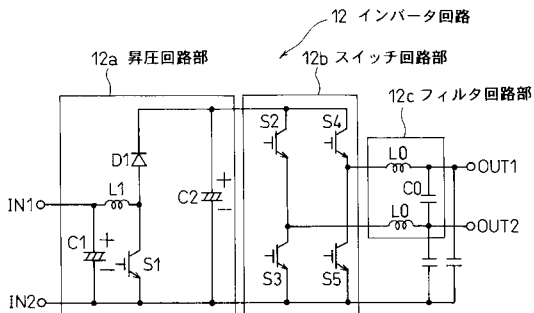 12 インバータ回路
12a 昇圧回路部
12b スイッチ回路部
12c フィルタ回路部
S2
S4
D1
L0
OUT1
C2
+
−
C0
IN1
L1
L0
OUT2
C1
+
−
S1
S3
S5
IN2